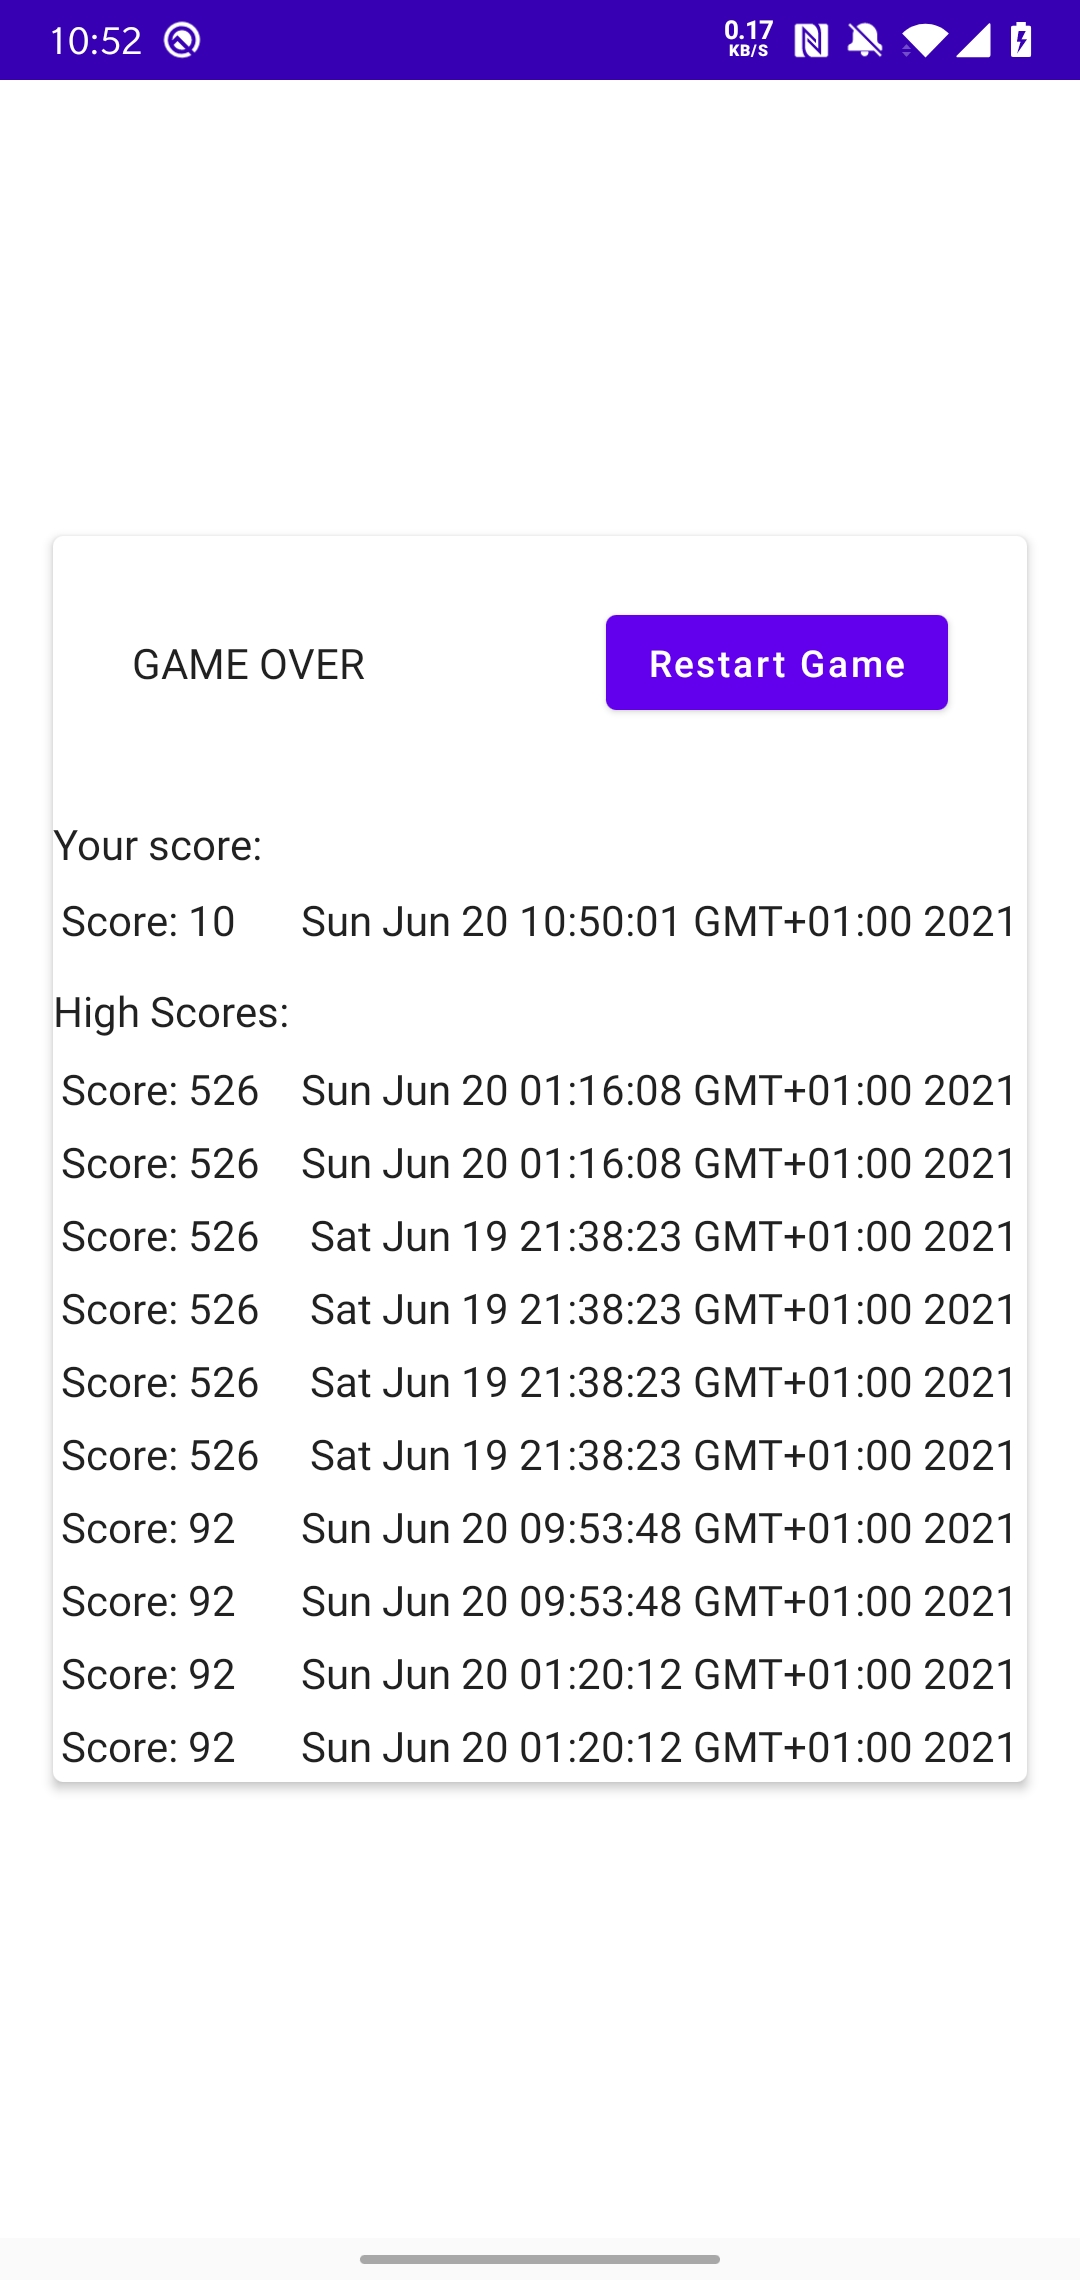 10:52
0.17
KB/S
GAME OVER
Restart Game
Your score:
Score: 10 Sun Jun 20 10:50:01 GMT+01:00 2021
High Scores:
Score: 526 Sun Jun 20 01:16:08 GMT+01:00 2021
Score: 526 Sun Jun 20 01:16:08 GMT+01:00 2021
Score: 526 Sat Jun 19 21:38:23 GMT+01:00 2021
Score: 526 Sat Jun 19 21:38:23 GMT+01:00 2021
Score: 526 Sat Jun 19 21:38:23 GMT+01:00 2021
Score: 526 Sat Jun 19 21:38:23 GMT+01:00 2021
Score: 92 Sun Jun 20 09:53:48 GMT+01:00 2021
Score: 92 Sun Jun 20 09:53:48 GMT+01:00 2021
Score: 92 Sun Jun 20 01:20:12 GMT+01:00 2021
Score: 92 Sun Jun 20 01:20:12 GMT+01:00 2021